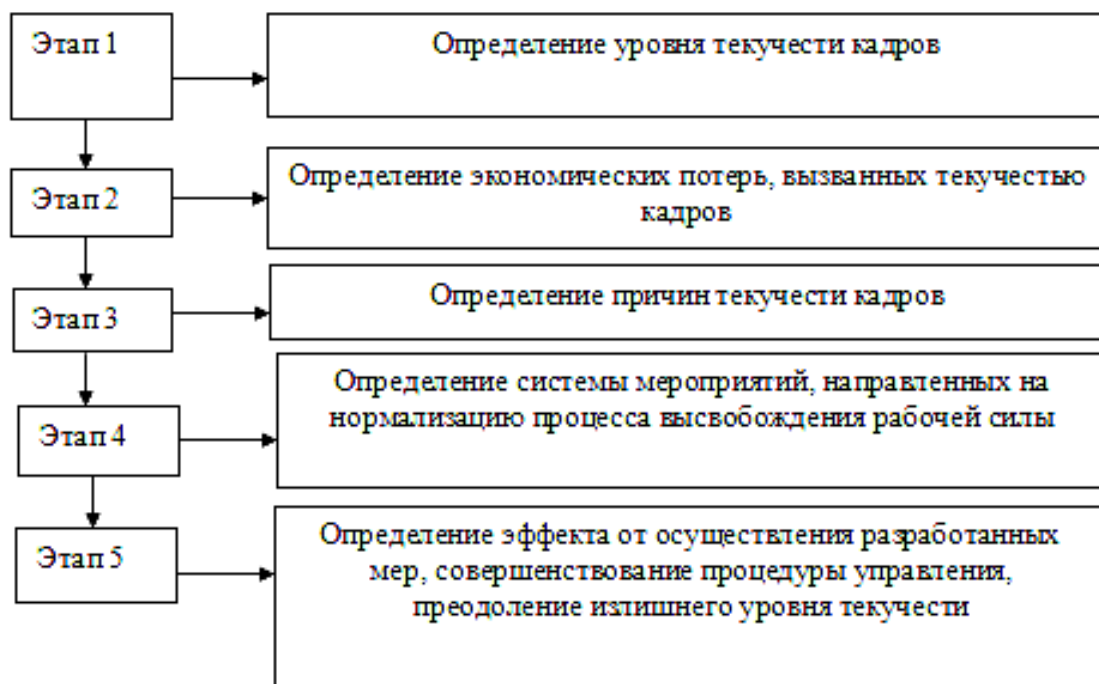 Этап 1
Определение уровня текучести кадров
Этап 2
Определение экономических потерь, вызванных текучестью
кадров
Этап 3
Определение причин текучести кадров
Этап 4
Определение системы мероприятий, направленных на
нормализацию процесса высвобождения рабочей силы
Этап 5
Определение эффекта от осуществления разработанных
мер, совершенствование процедуры управления,
преодоление излишнего уровня текучести